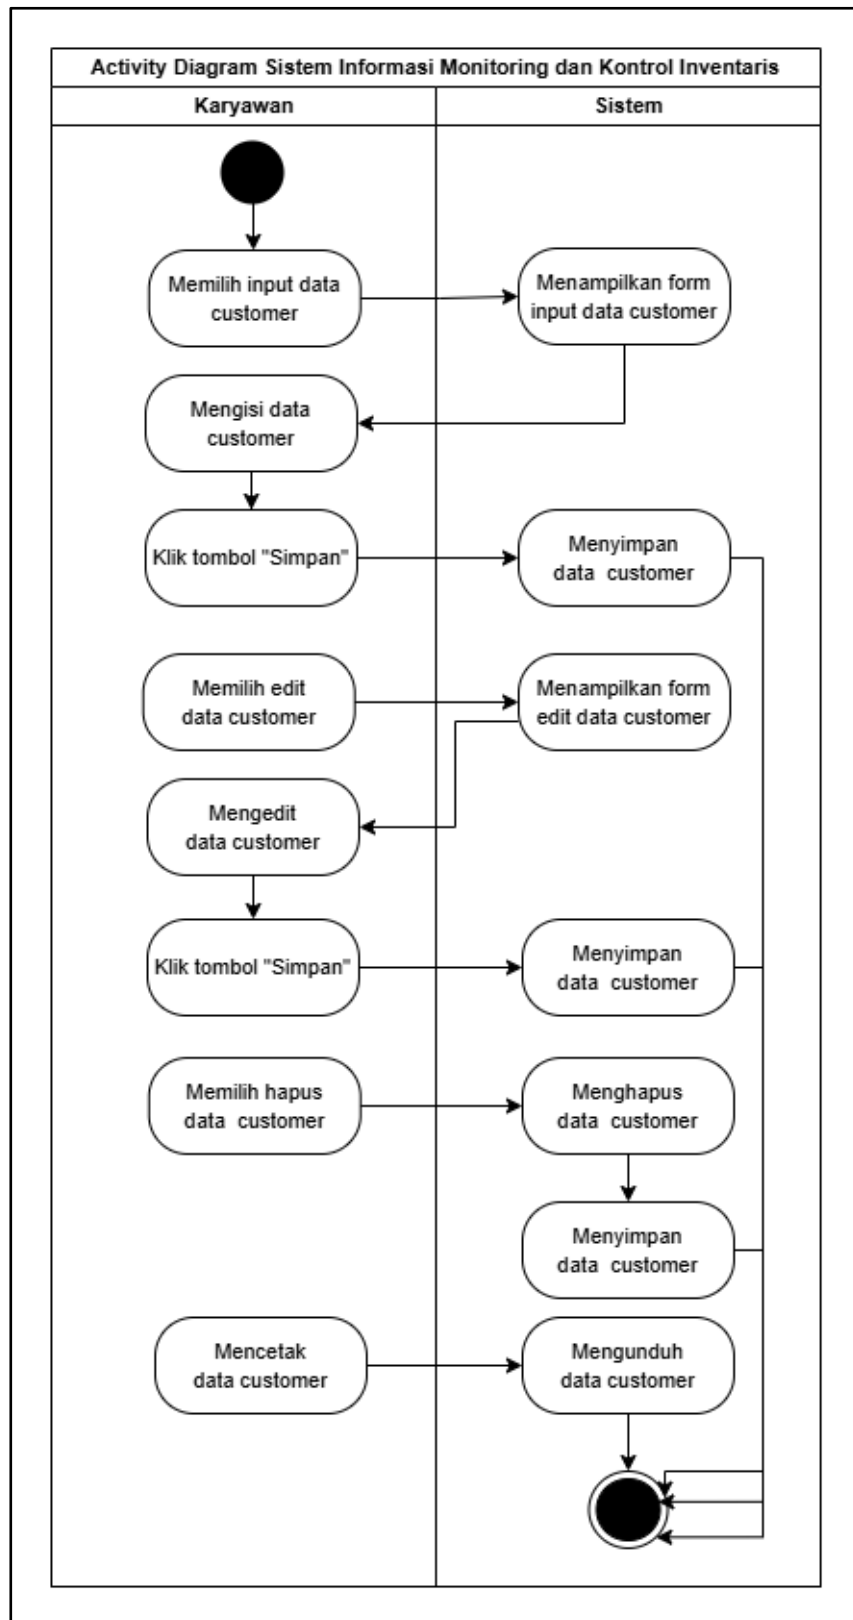 Activity Diagram Sistem Informasi Monitoring dan Kontrol Inventaris
Karyawan
Sistem
Memilih input data
customer
Menampilkan form
input data customer
Mengisi data
customer
Klik tombol "Simpan"
Menyimpan
data customer
Memilih edit
data customer
Menampilkan form
edit data customer
Mengedit
data customer
Klik tombol "Simpan"
Menyimpan
data customer
Memilih hapus
data customer
Menghapus
data customer
Menyimpan
data customer
Mencetak
data customer
Mengunduh
data customer